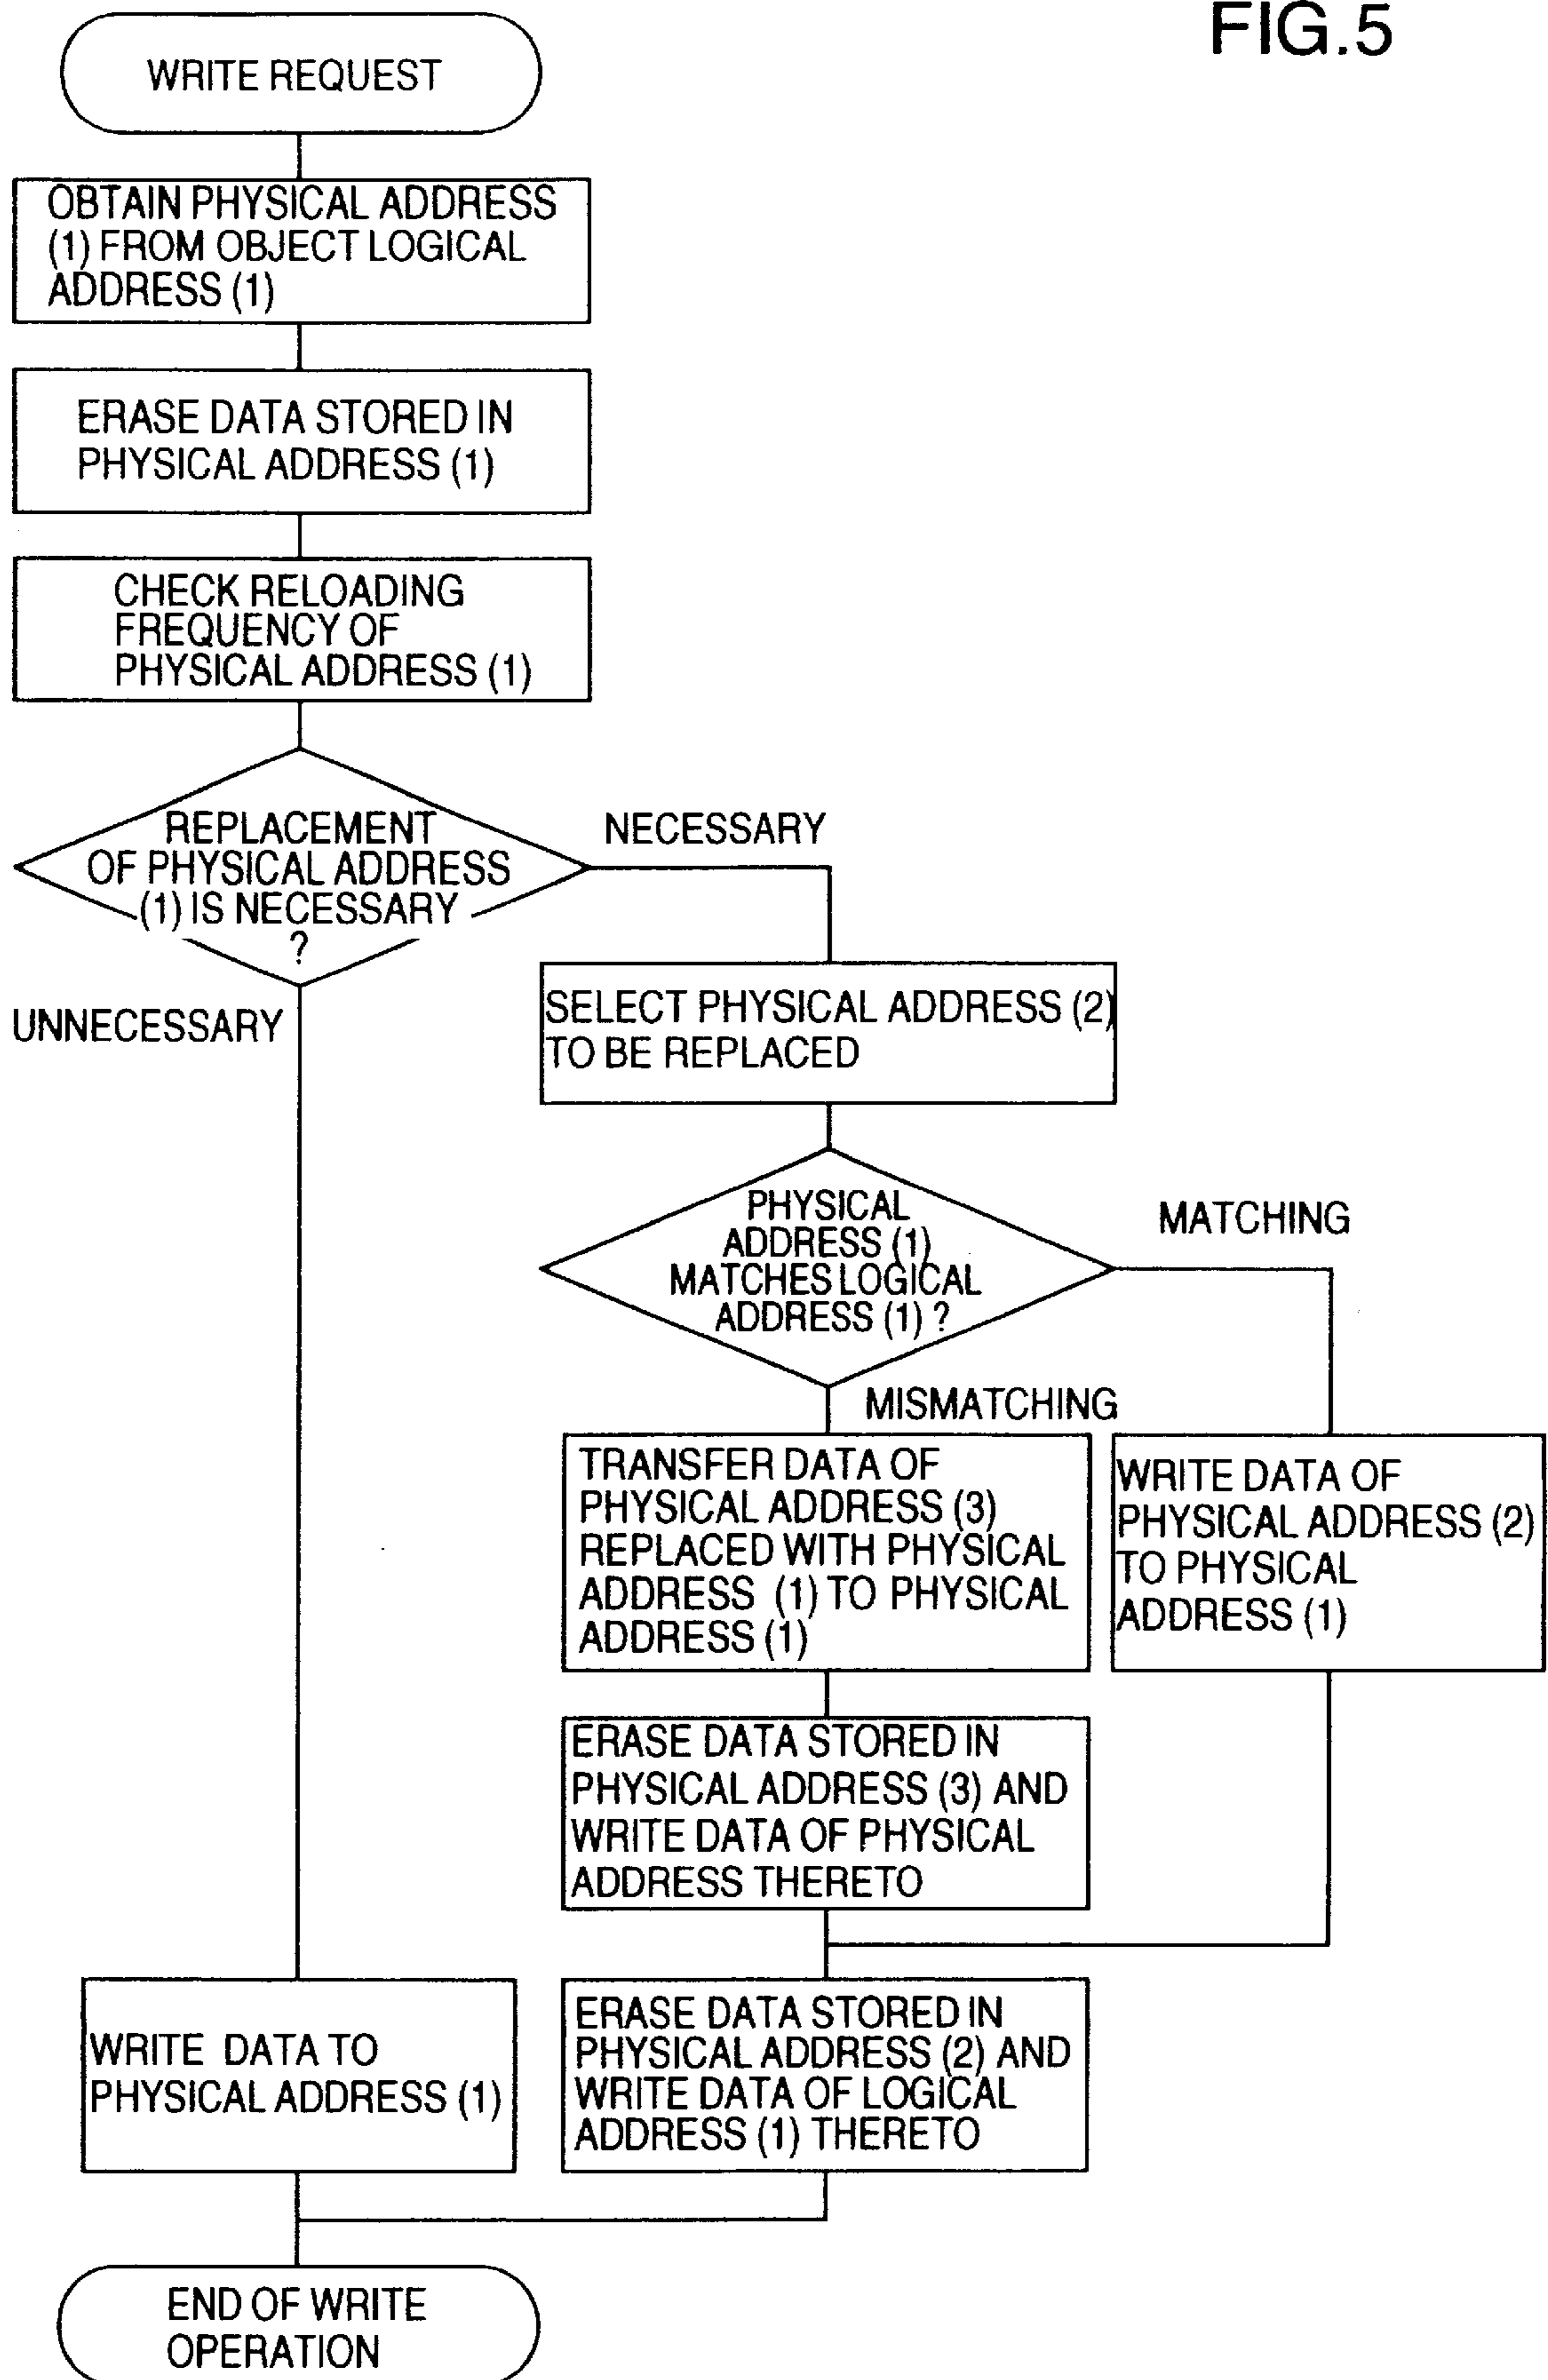 FIG.5
WRITE REQUEST
OBTAIN PHYSICAL ADDRESS
(1) FROM OBJECT LOGICAL
ADDRESS (1)
ERASE DATA STORED IN
PHYSICAL ADDRESS (1)
CHECK RELOADING
FREQUENCY OF
PHYSICAL ADDRESS (1)
REPLACEMENT
OF PHYSICAL ADDRESS
(1) IS NECESSARY
?
NECESSARY
UNNECESSARY
SELECT PHYSICAL ADDRESS (2)
TO BE REPLACED
PHYSICAL
ADDRESS (1)
MATCHES LOGICAL
ADDRESS (1) ?
MATCHING
MISMATCHING
TRANSFER DATA OF
PHYSICAL ADDRESS (3)
REPLACED WITH PHYSICAL
ADDRESS (1) TO PHYSICAL
ADDRESS (1)
WRITE DATA OF
PHYSICAL ADDRESS (2)
TO PHYSICAL
ADDRESS (1)
ERASE DATA STORED IN
PHYSICAL ADDRESS (3) AND
WRITE DATA OF PHYSICAL
ADDRESS THERETO
WRITE DATA TO
PHYSICAL ADDRESS (1)
ERASE DATA STORED IN
PHYSICAL ADDRESS (2) AND
WRITE DATA OF LOGICAL
ADDRESS (1) THERETO
END OF WRITE
OPERATION